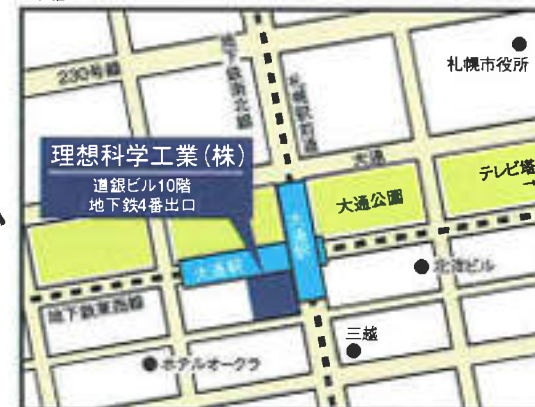 札幌市役所
230号線
地下鉄南北線
札幌駅前通
理想科学工業(株)
道銀ビル10階
地下鉄4番出口
大通
テレビ塔
大通公園
大通駅
大通駅
北洋ビル
地下鉄東西線
三越
ホテルオークラ